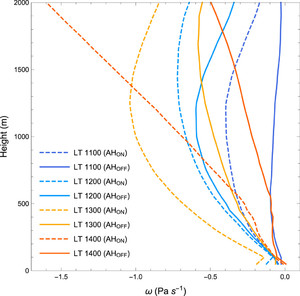 2000
1500
1000
500
0
Height (m)
LT 1100 (AHON)
LT 1100 (AHOFF)
LT 1200 (AHON)
LT 1200 (AHOFF)
LT 1300 (AHON)
LT 1300 (AHOFF)
LT 1400 (AHON)
LT 1400 (AHOFF)
−1.5 −1.0 −0.5 0.0
ω (Pa s⁻¹)